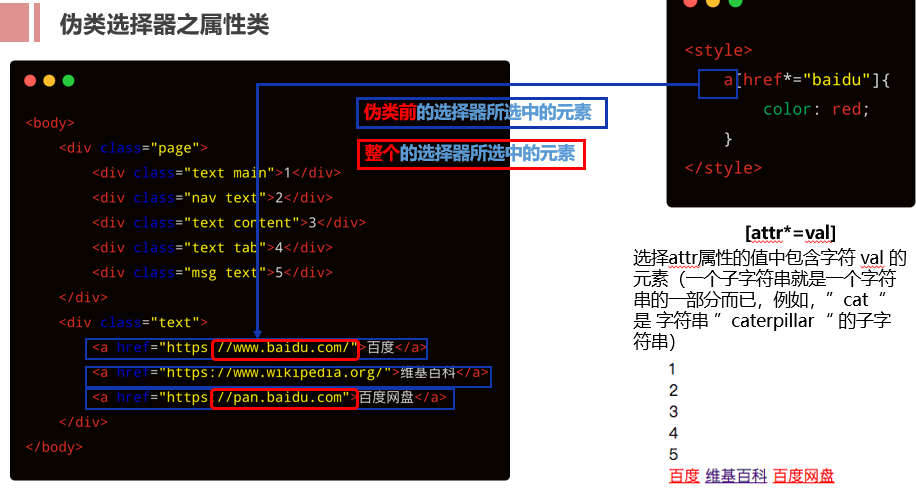 伪类选择器之属性类
<style>
a[href*="baidu"]{
color: red;
}
</style>
伪类前的选择器所选中的元素
整个的选择器所选中的元素
<body>
<div class="page">
<div class="text main">1</div>
<div class="nav text">2</div>
<div class="text content">3</div>
<div class="text tab">4</div>
<div class="msg text">5</div>
</div>
<div class="text">
<a href="https://www.baidu.com/">百度</a>
<a href="https://www.wikipedia.org/">维基百科</a>
<a href="https://pan.baidu.com">百度网盘</a>
</div>
</body>
[attr*=val]
选择attr属性的值中包含字符 val 的
元素（一个子字符串就是一个字符
串的一部分而已，例如，”cat“
是 字符串 ”caterpillar “ 的子字
符串）
1
2
3
4
5
百度 维基百科 百度网盘